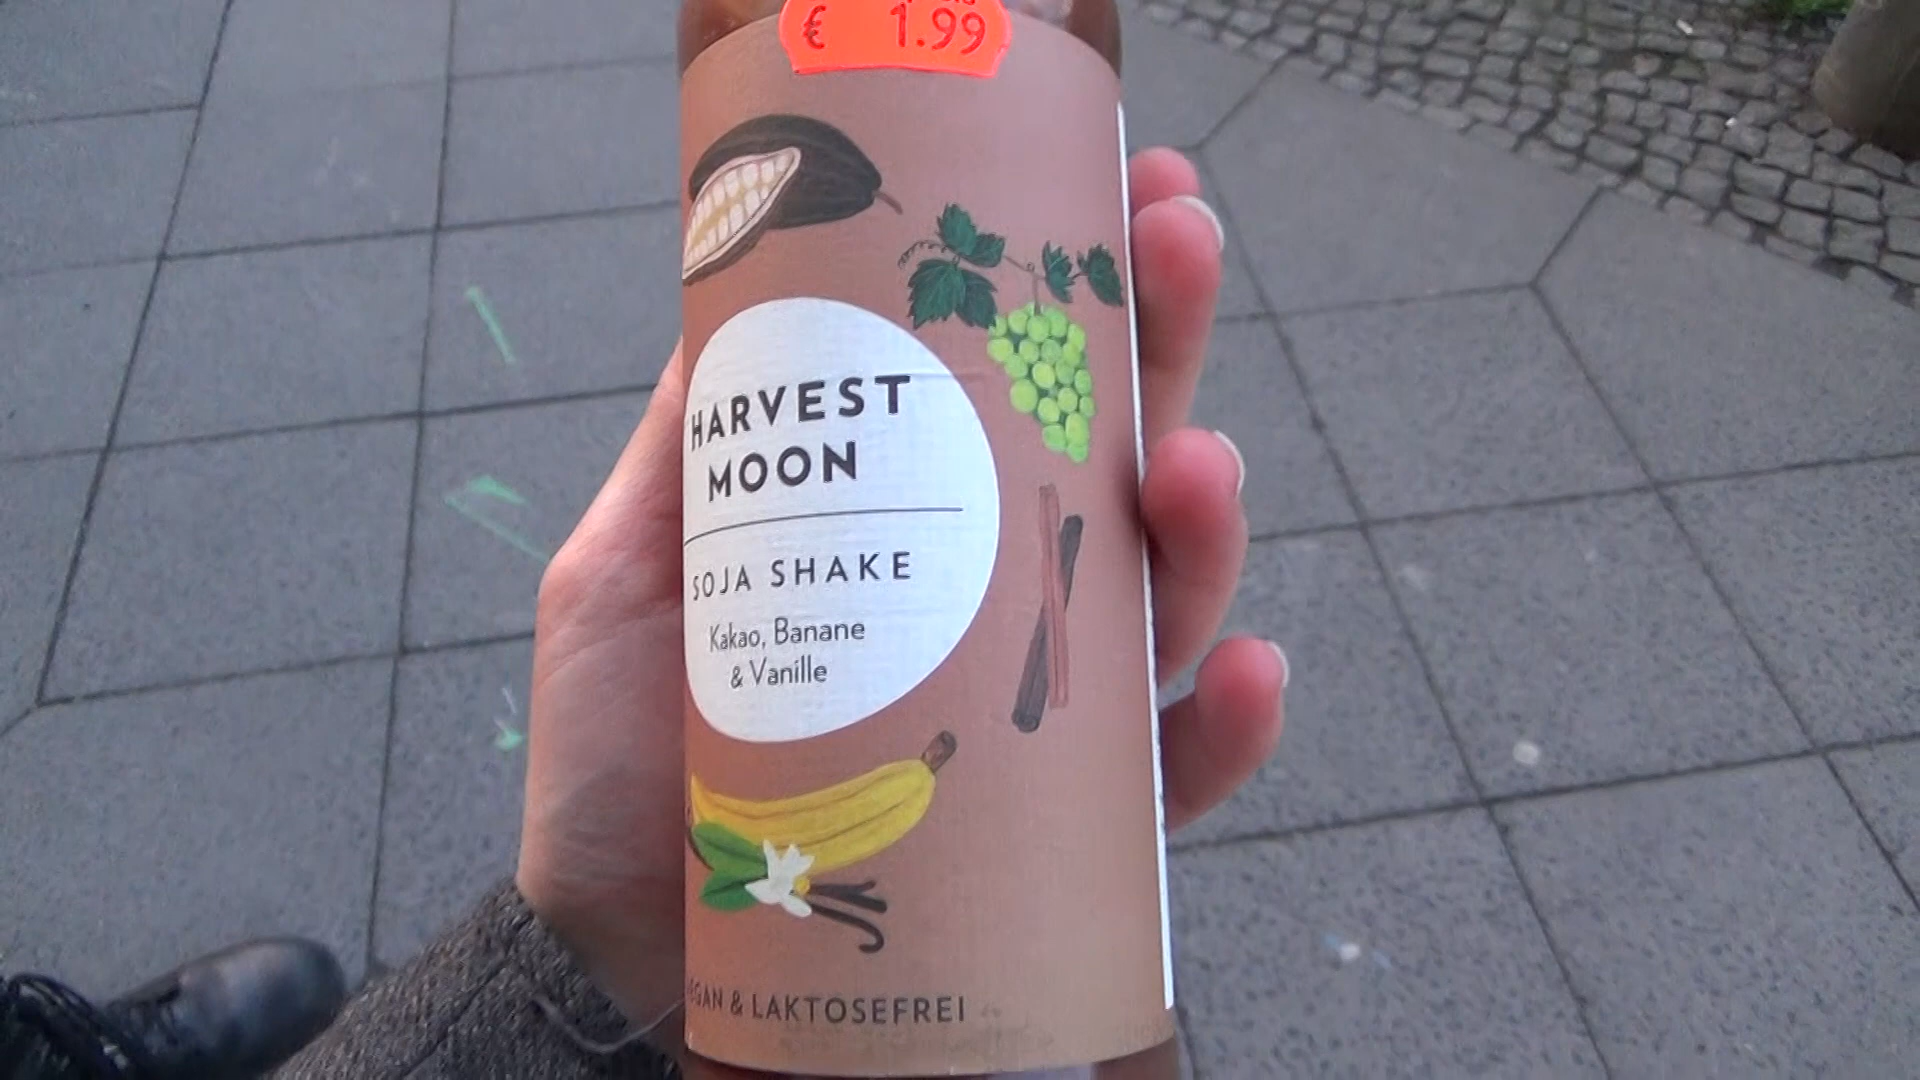 € 1.99
HARVEST
MOON
SOJA SHAKE
Kakao, Banane
& Vanille
& LAKTOSEFREI